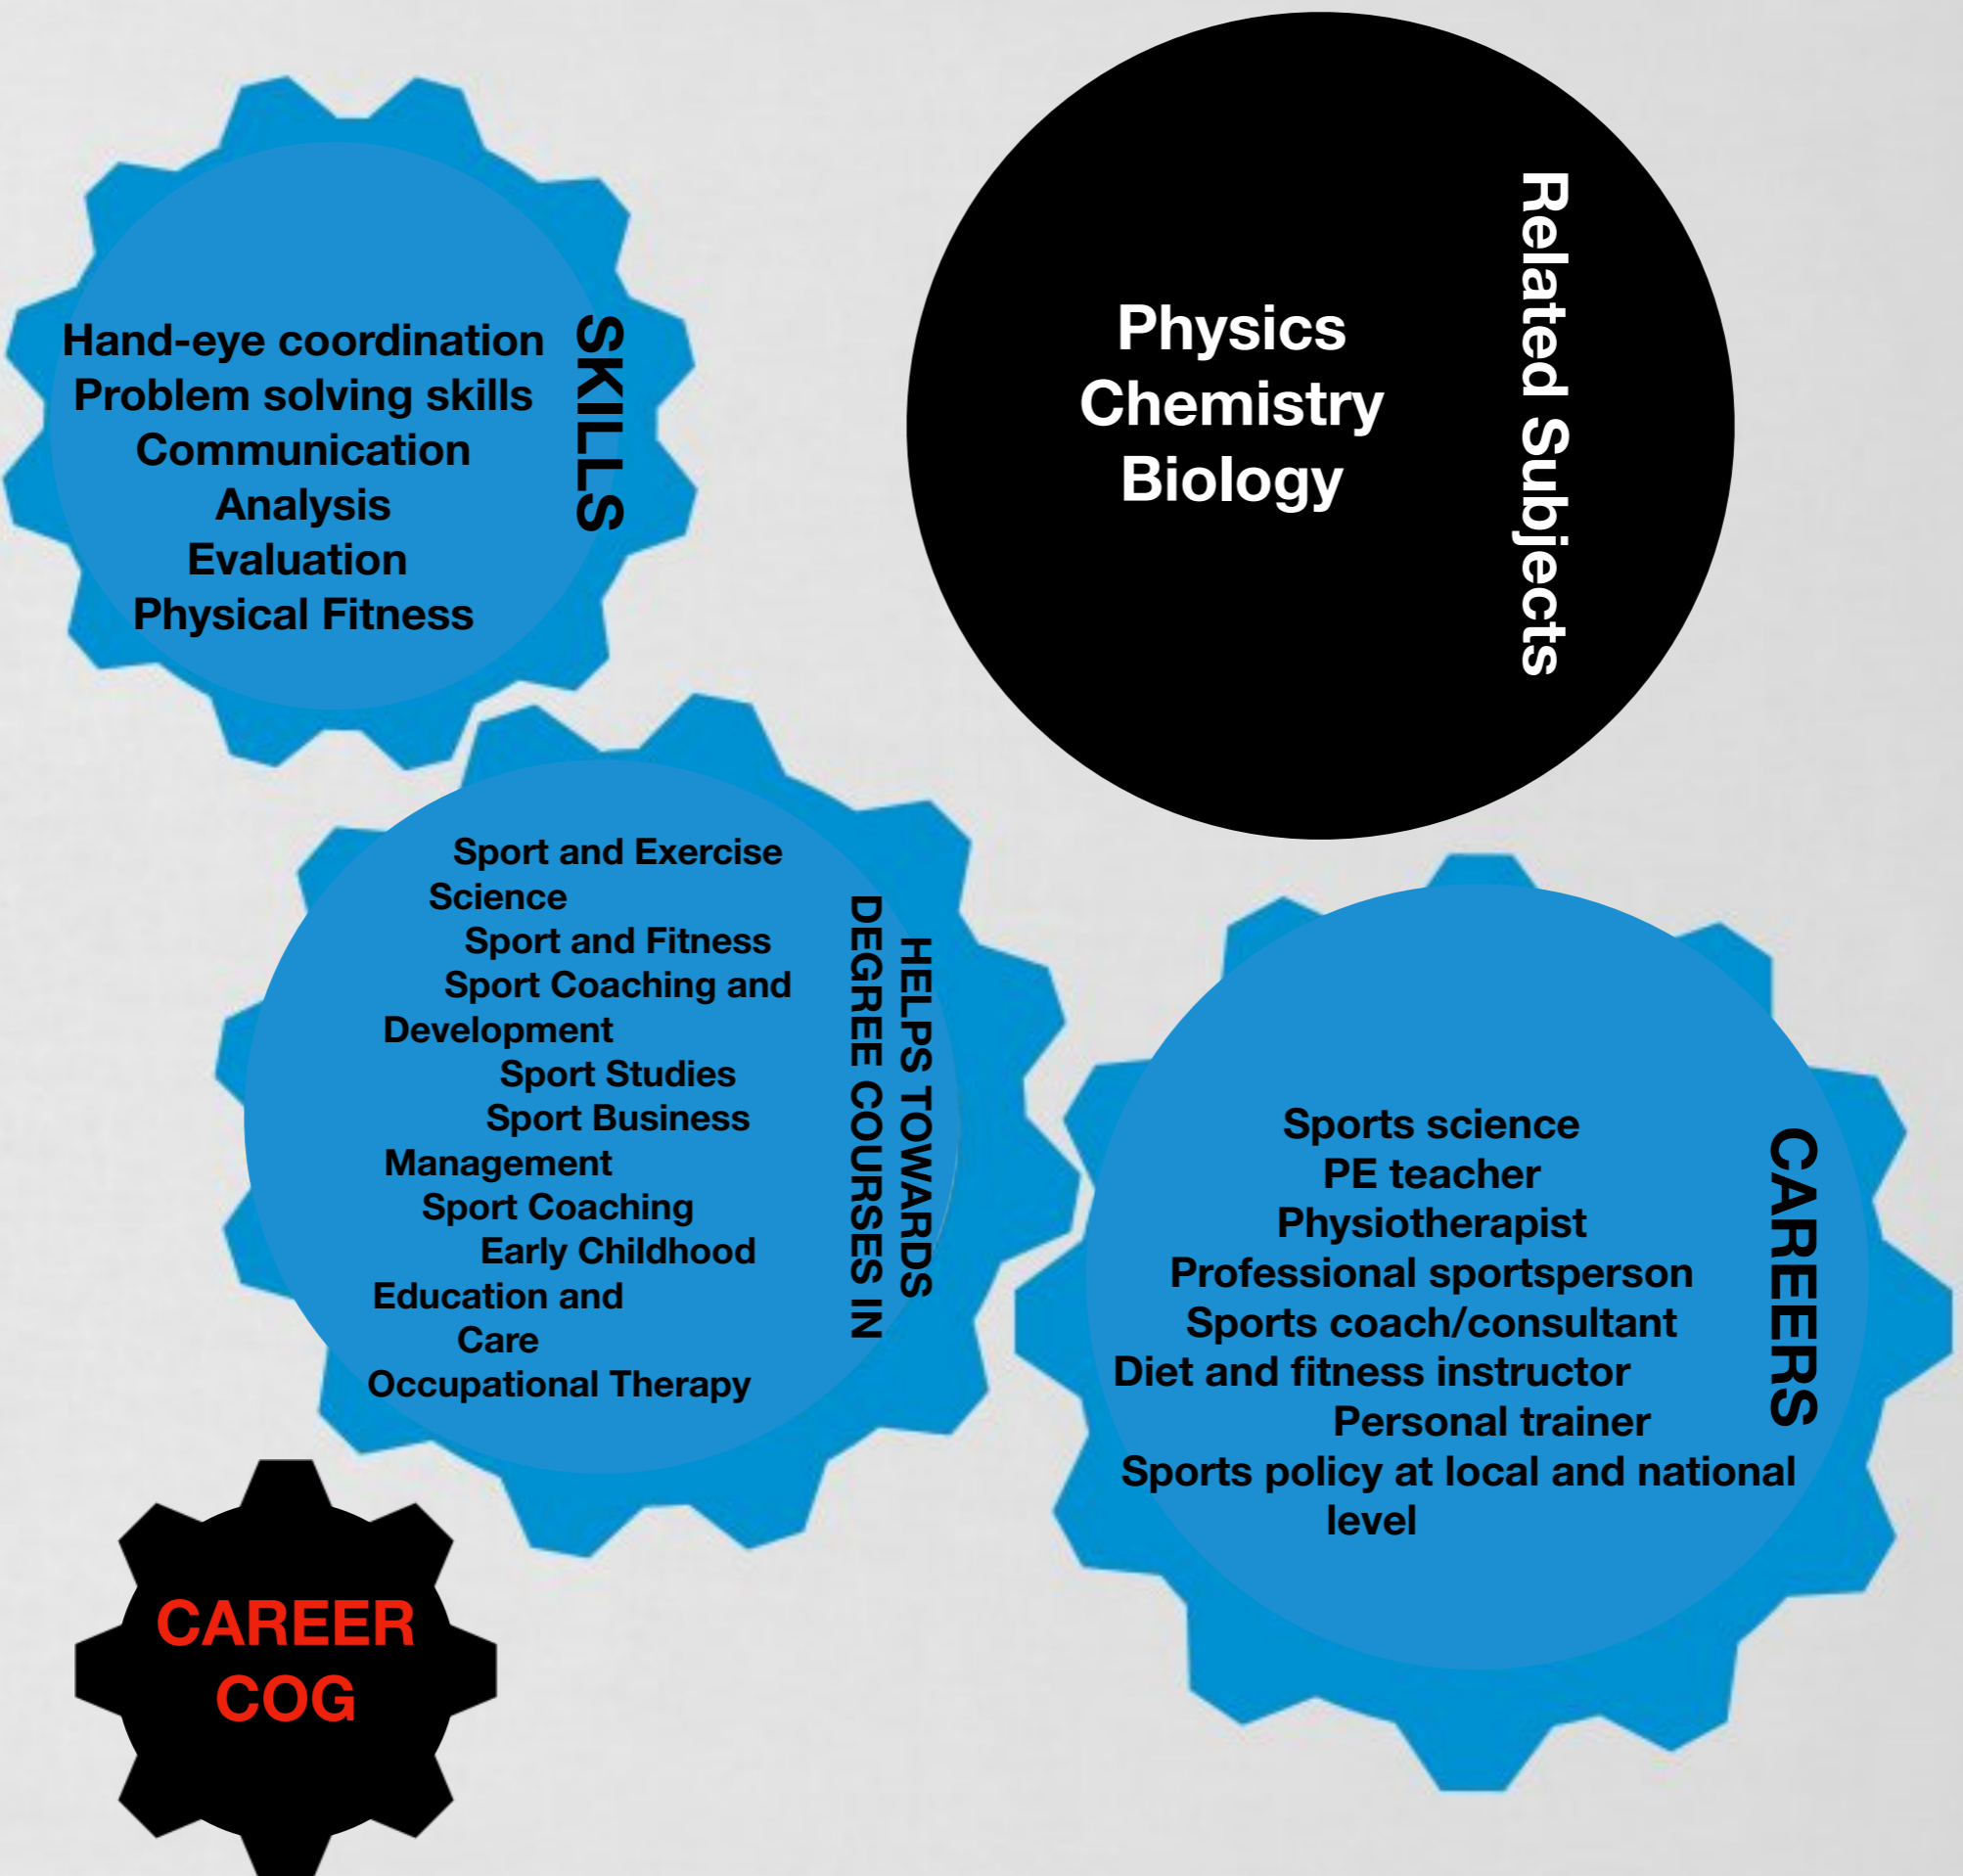 Hand-eye coordination
Problem solving skills
Communication
Analysis
Evaluation
Physical Fitness
SKILLS
Physics
Chemistry
Biology
Related Subjects
Sport and Exercise
Science
Sport and Fitness
Sport Coaching and
Development
Sport Studies
Sport Business
Management
Sport Coaching
Early Childhood
Education and
Care
Occupational Therapy
HELPS TOWARDS
DEGREE COURSES IN
Sports science
PE teacher
Physiotherapist
Professional sportsperson
Sports coach/consultant
Diet and fitness instructor
Personal trainer
Sports policy at local and national
level
CAREERS
CAREER
COG